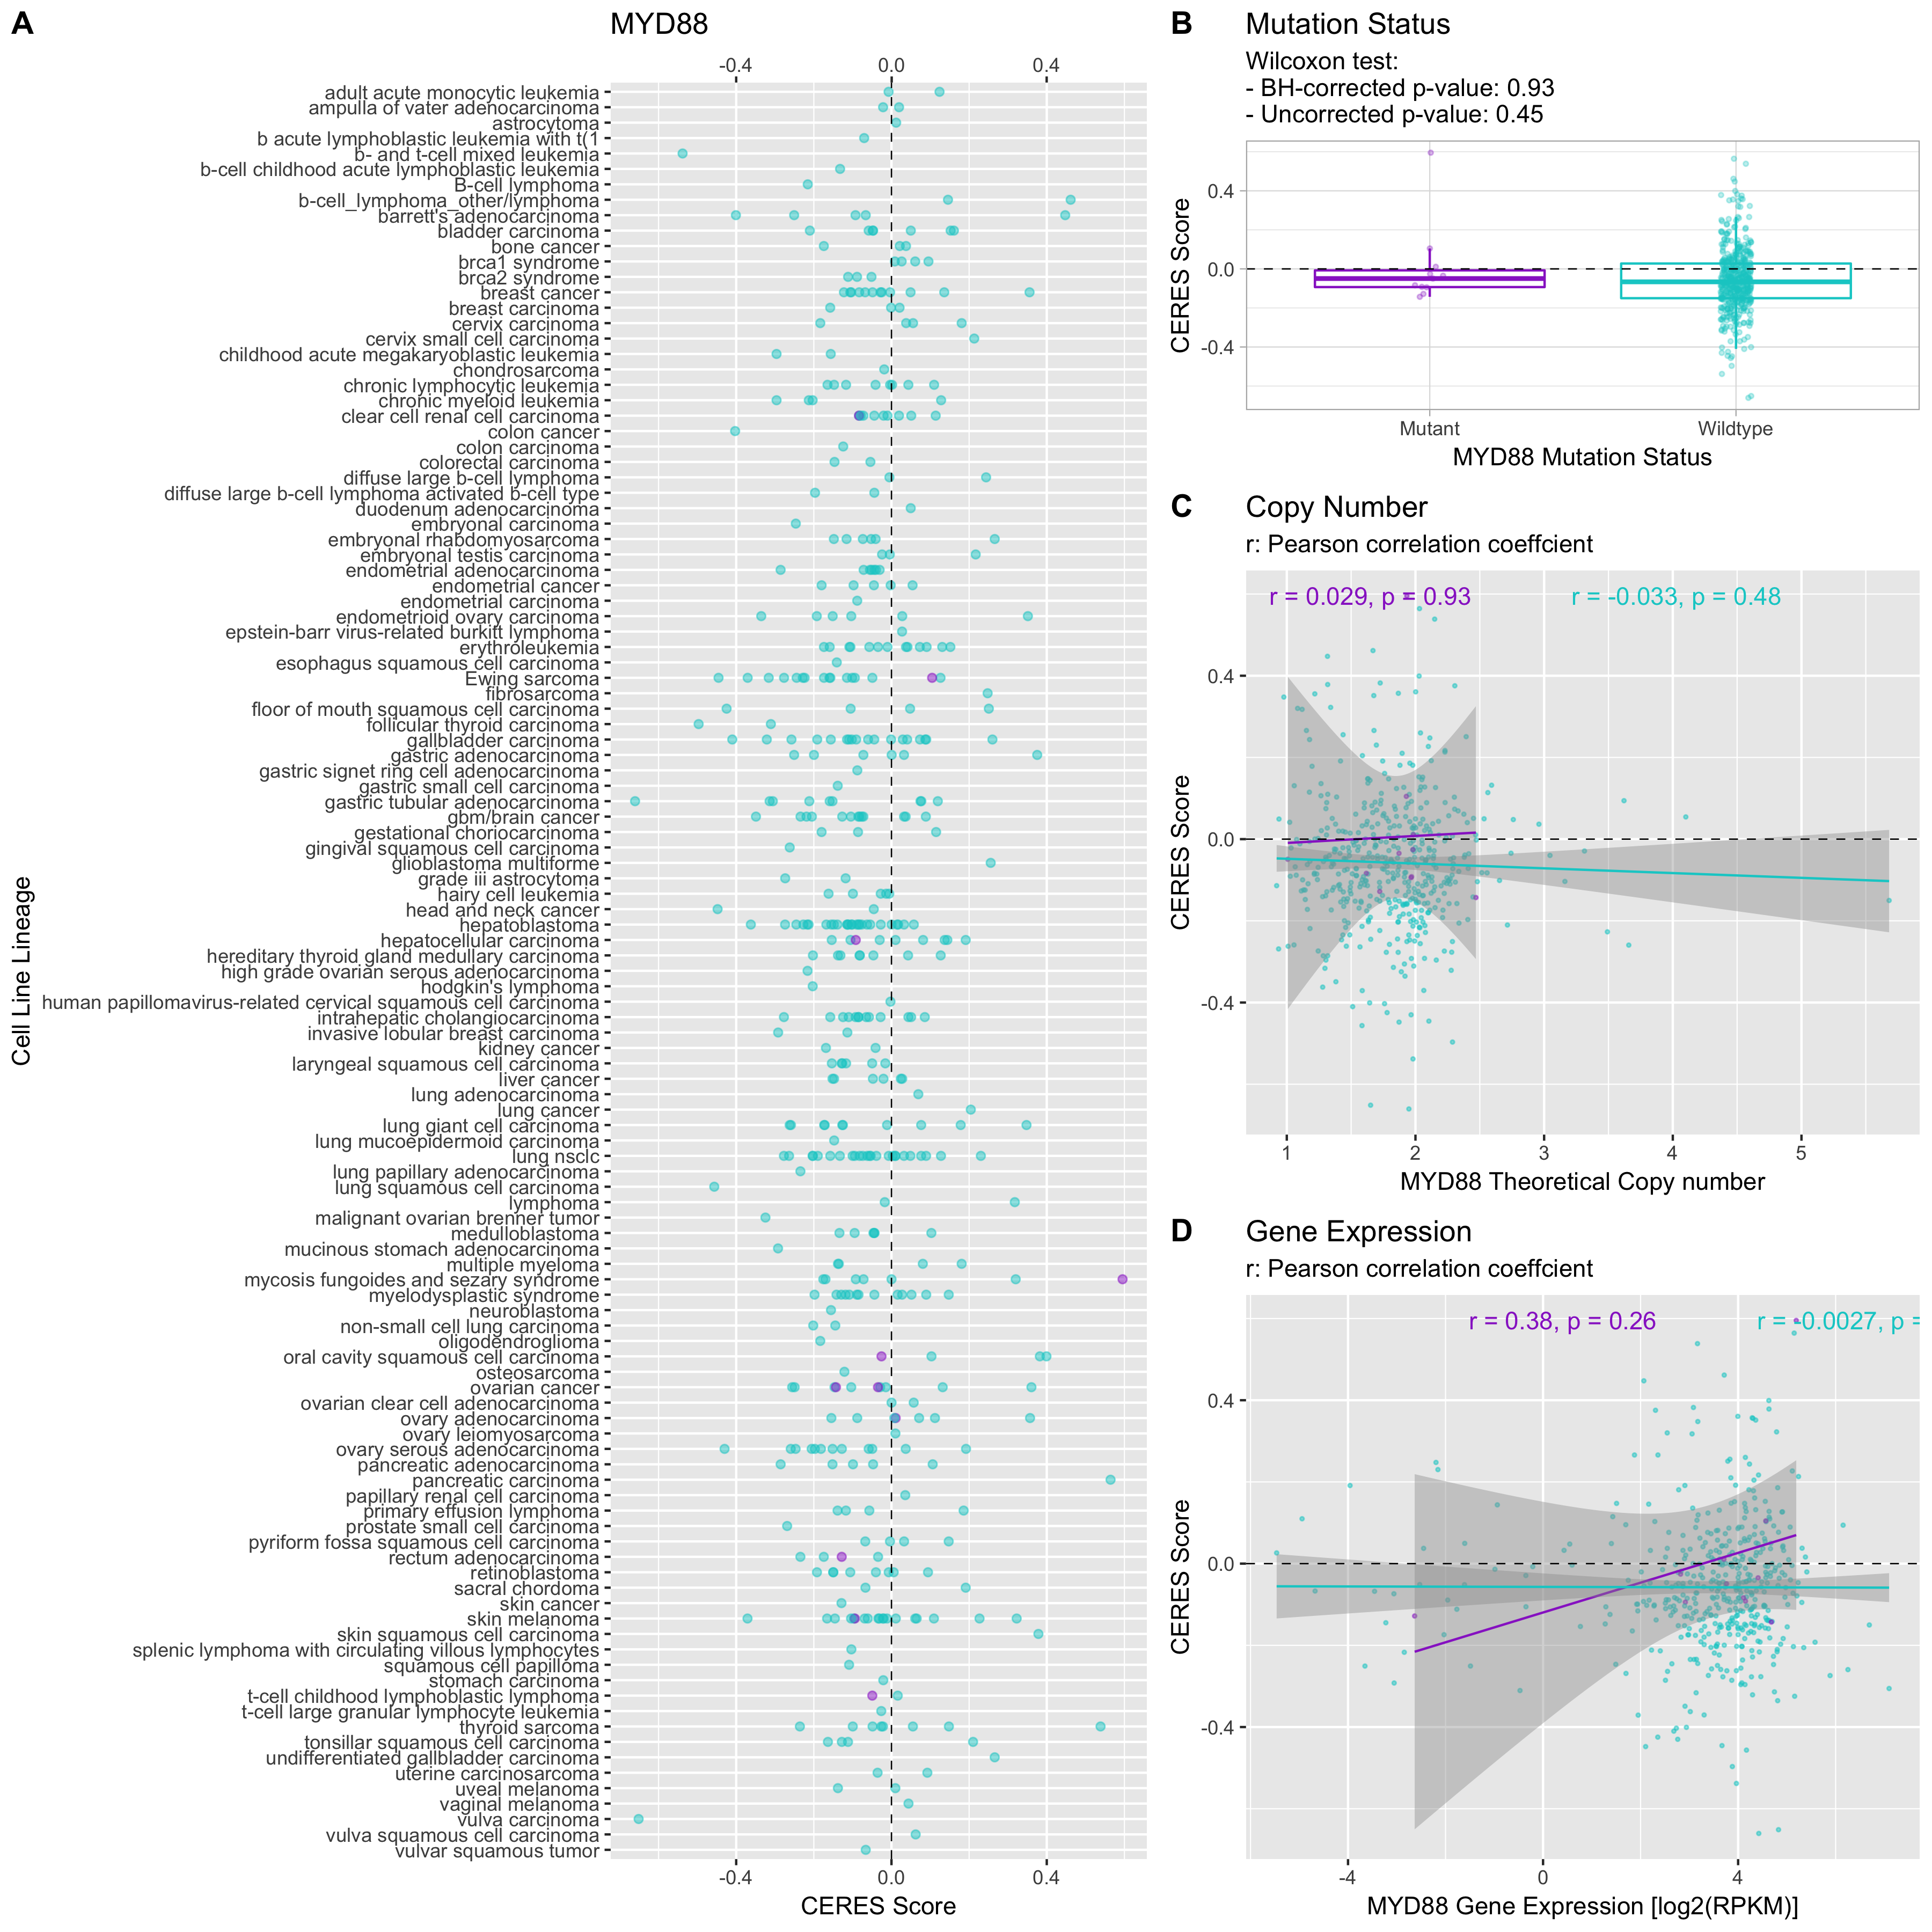 A
MYD88
-0.4 0.0 0.4
adult acute monocytic leukemia
ampulla of vater adenocarcinoma
astrocytoma
b acute lymphoblastic leukemia with t(1
b- and t-cell mixed leukemia
b-cell childhood acute lymphoblastic leukemia
B-cell lymphoma
b-cell_lymphoma_other/lymphoma
barrett's adenocarcinoma
bladder carcinoma
bone cancer
brca1 syndrome
brca2 syndrome
breast cancer
breast carcinoma
cervix carcinoma
cervix small cell carcinoma
childhood acute megakaryoblastic leukemia
chondrosarcoma
chronic lymphocytic leukemia
chronic myeloid leukemia
clear cell renal cell carcinoma
colon cancer
colon carcinoma
colorectal carcinoma
diffuse large b-cell lymphoma
diffuse large b-cell lymphoma activated b-cell type
duodenum adenocarcinoma
embryonal carcinoma
embryonal rhabdomyosarcoma
embryonal testis carcinoma
endometrial adenocarcinoma
endometrial cancer
endometrial carcinoma
endometrioid ovary carcinoma
epstein-barr virus-related burkitt lymphoma
erythroleukemia
esophagus squamous cell carcinoma
Ewing sarcoma
fibrosarcoma
floor of mouth squamous cell carcinoma
follicular thyroid carcinoma
gallbladder carcinoma
gastric adenocarcinoma
gastric signet ring cell adenocarcinoma
gastric small cell carcinoma
gastric tubular adenocarcinoma
gbm/brain cancer
gestational choriocarcinoma
gingival squamous cell carcinoma
glioblastoma multiforme
grade iii astrocytoma
hairy cell leukemia
head and neck cancer
hepatoblastoma
hepatocellular carcinoma
hereditary thyroid gland medullary carcinoma
high grade ovarian serous adenocarcinoma
hodgkin's lymphoma
human papillomavirus-related cervical squamous cell carcinoma
intrahepatic cholangiocarcinoma
invasive lobular breast carcinoma
kidney cancer
laryngeal squamous cell carcinoma
liver cancer
lung adenocarcinoma
lung cancer
lung giant cell carcinoma
lung mucoepidermoid carcinoma
lung nsclc
lung papillary adenocarcinoma
lung squamous cell carcinoma
lymphoma
malignant ovarian brenner tumor
medulloblastoma
mucinous stomach adenocarcinoma
multiple myeloma
mycosis fungoides and sezary syndrome
myelodysplastic syndrome
neuroblastoma
non-small cell lung carcinoma
oligodendroglioma
oral cavity squamous cell carcinoma
osteosarcoma
ovarian cancer
ovarian clear cell adenocarcinoma
ovary adenocarcinoma
ovary leiomyosarcoma
ovary serous adenocarcinoma
pancreatic adenocarcinoma
pancreatic carcinoma
papillary renal cell carcinoma
primary effusion lymphoma
prostate small cell carcinoma
pyriform fossa squamous cell carcinoma
rectum adenocarcinoma
retinoblastoma
sacral chordoma
skin cancer
skin melanoma
skin squamous cell carcinoma
splenic lymphoma with circulating villous lymphocytes
squamous cell papilloma
stomach carcinoma
t-cell childhood lymphoblastic lymphoma
t-cell large granular lymphocyte leukemia
thyroid sarcoma
tonsillar squamous cell carcinoma
undifferentiated gallbladder carcinoma
uterine carcinosarcoma
uveal melanoma
vaginal melanoma
vulva carcinoma
vulva squamous cell carcinoma
vulvar squamous tumor
-0.4 0.0 0.4
CERES Score
Cell Line Lineage
B
Mutation Status
Wilcoxon test:
- BH-corrected p-value: 0.93
- Uncorrected p-value: 0.45
0.4
0.0
-0.4
CERES Score
Mutant Wildtype
MYD88 Mutation Status
C
Copy Number
r: Pearson correlation coeffcient
r = 0.029, p = 0.93 r = -0.033, p = 0.48
0.4
0.0
-0.4
CERES Score
1 2 3 4 5
MYD88 Theoretical Copy number
D
Gene Expression
r: Pearson correlation coeffcient
r = 0.38, p = 0.26 r = -0.0027, p =
0.4
0.0
-0.4
CERES Score
-4 0 4
MYD88 Gene Expression [log2(RPKM)]